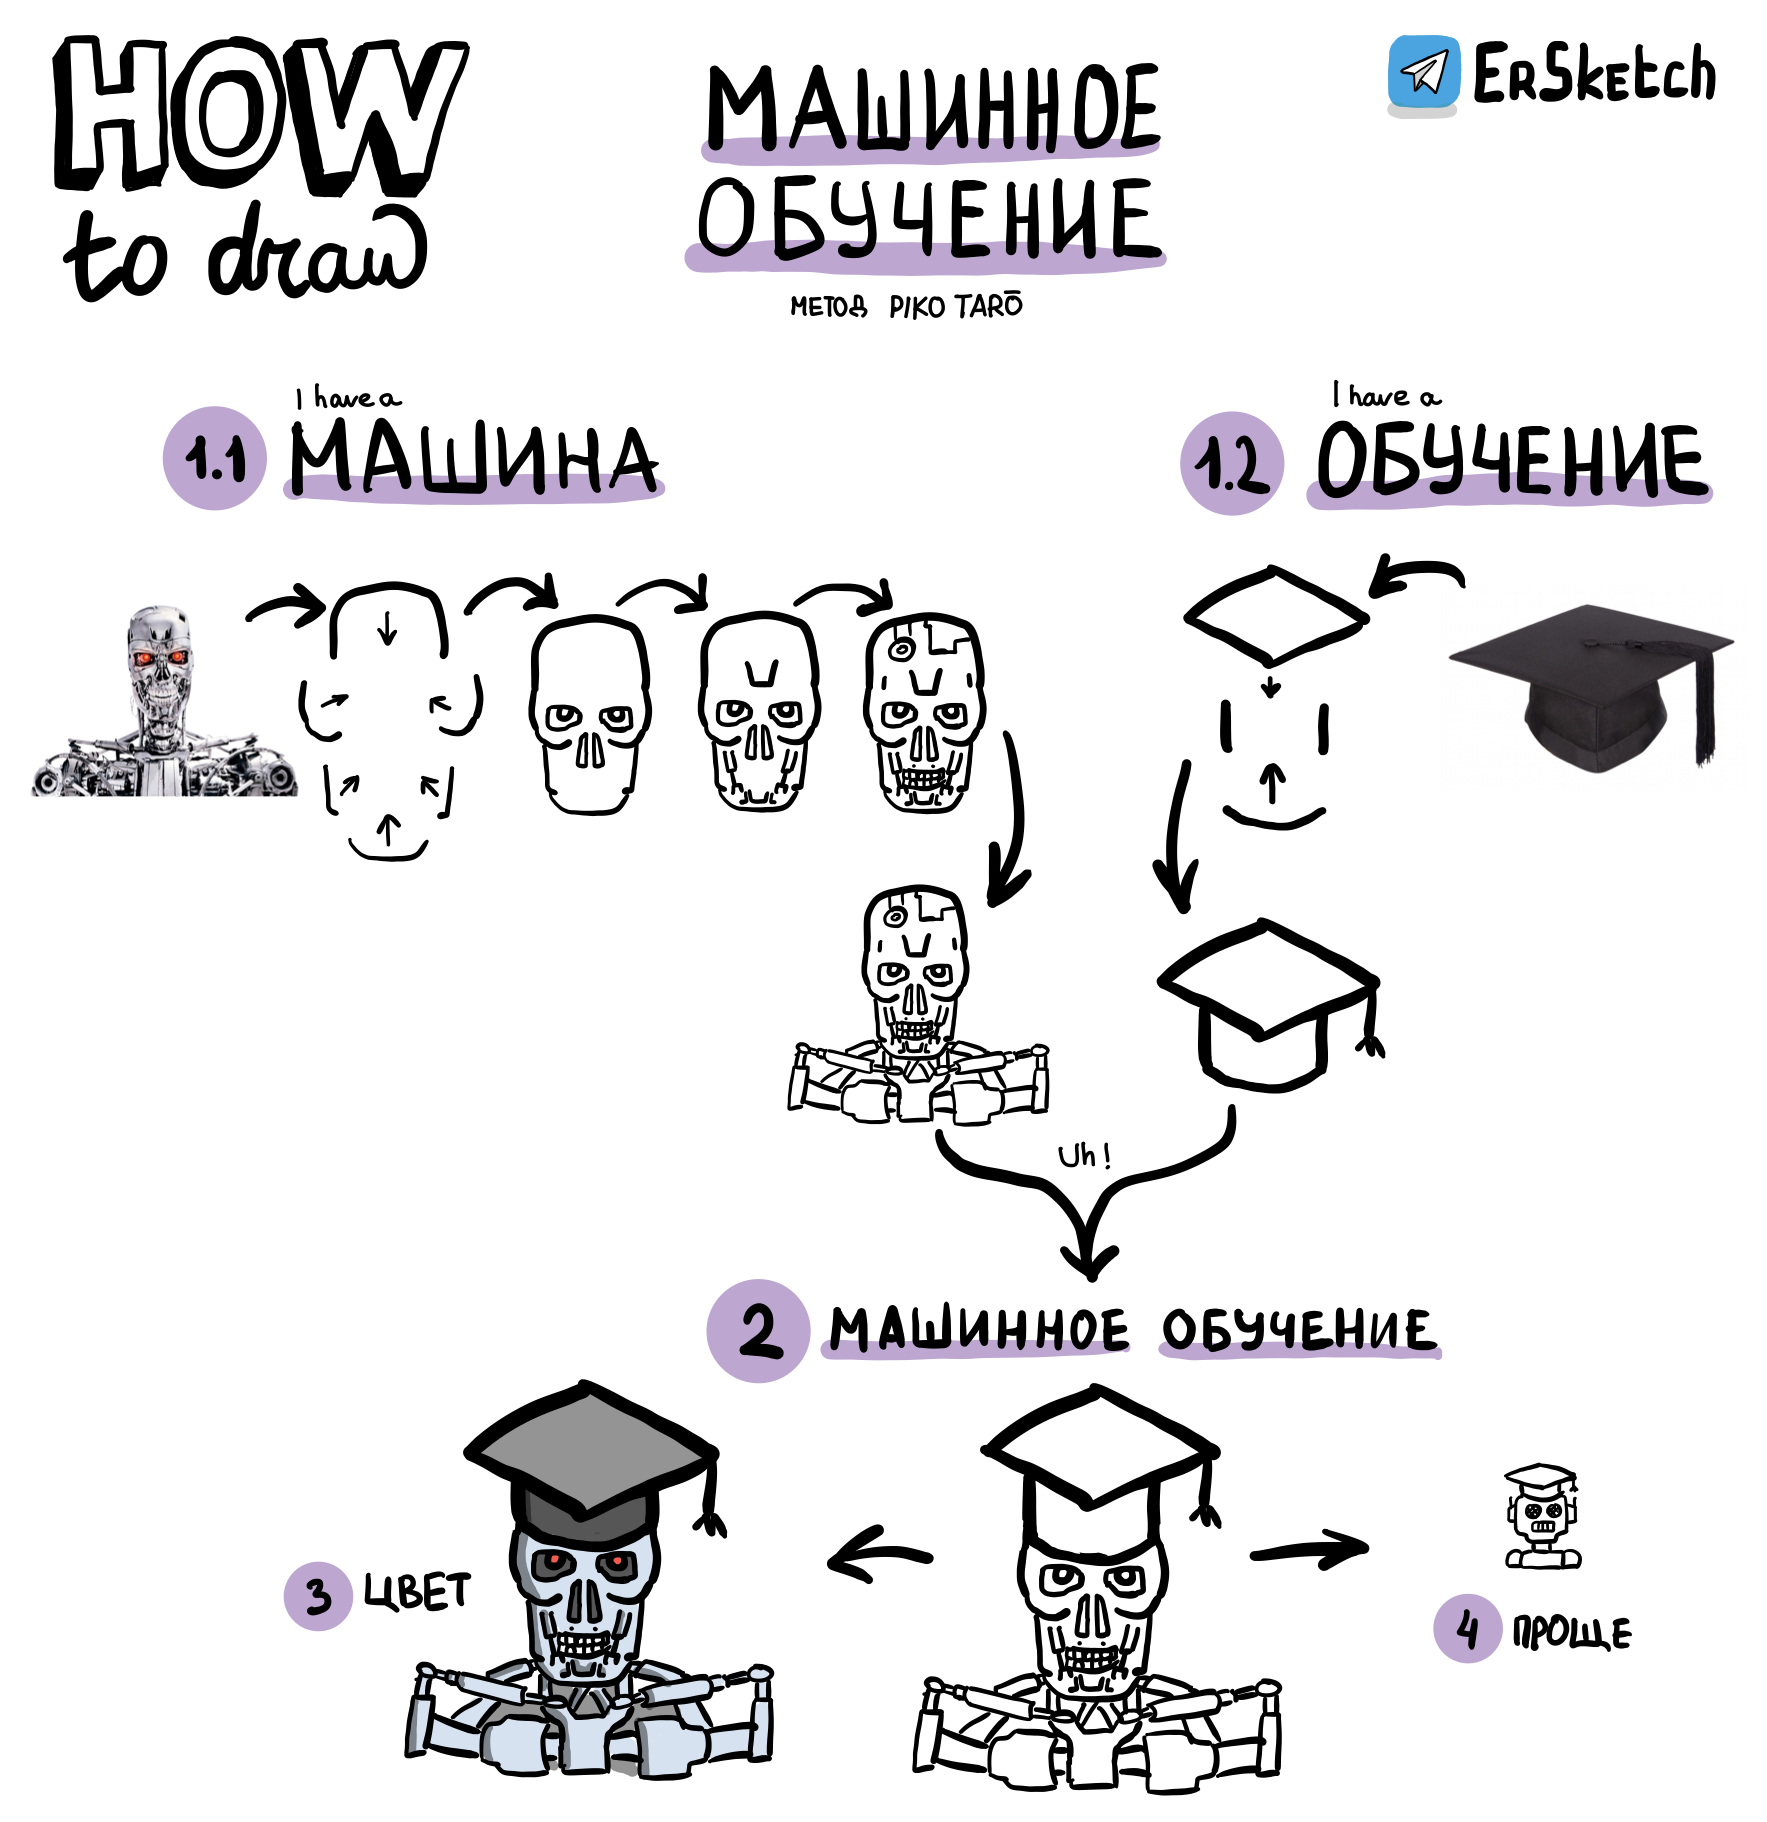 HOW
to draw
МАШИННОЕ
ОБУЧЕНИЕ
МЕТОД PIKO TARŌ
ErSketch
I have a
1.1 МАШИНА
I have a
1.2 ОБУЧЕНИЕ
Uh!
2 МАШИННОЕ ОБУЧЕНИЕ
3 ЦВЕТ
4 ПРОЩЕ